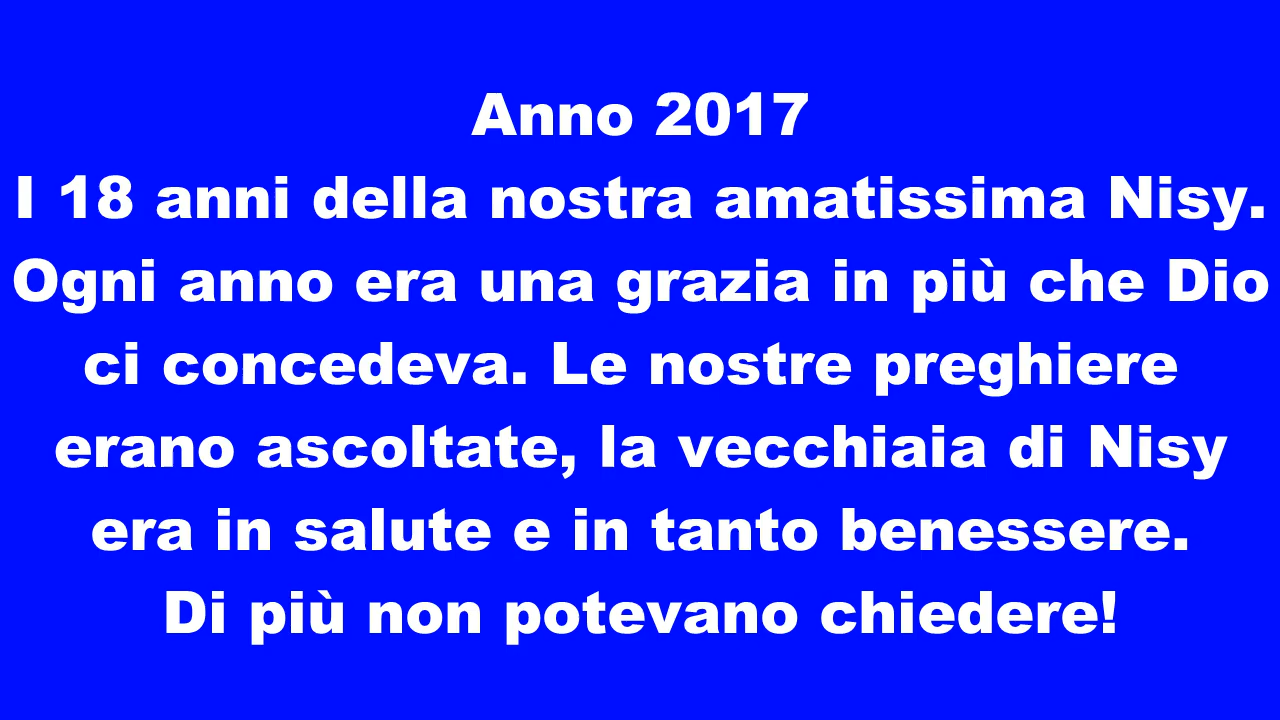 Anno 2017
I 18 anni della nostra amatissima Nisy.
Ogni anno era una grazia in più che Dio
ci concedeva. Le nostre preghiere
erano ascoltate, la vecchiaia di Nisy
era in salute e in tanto benessere.
Di più non potevano chiedere!